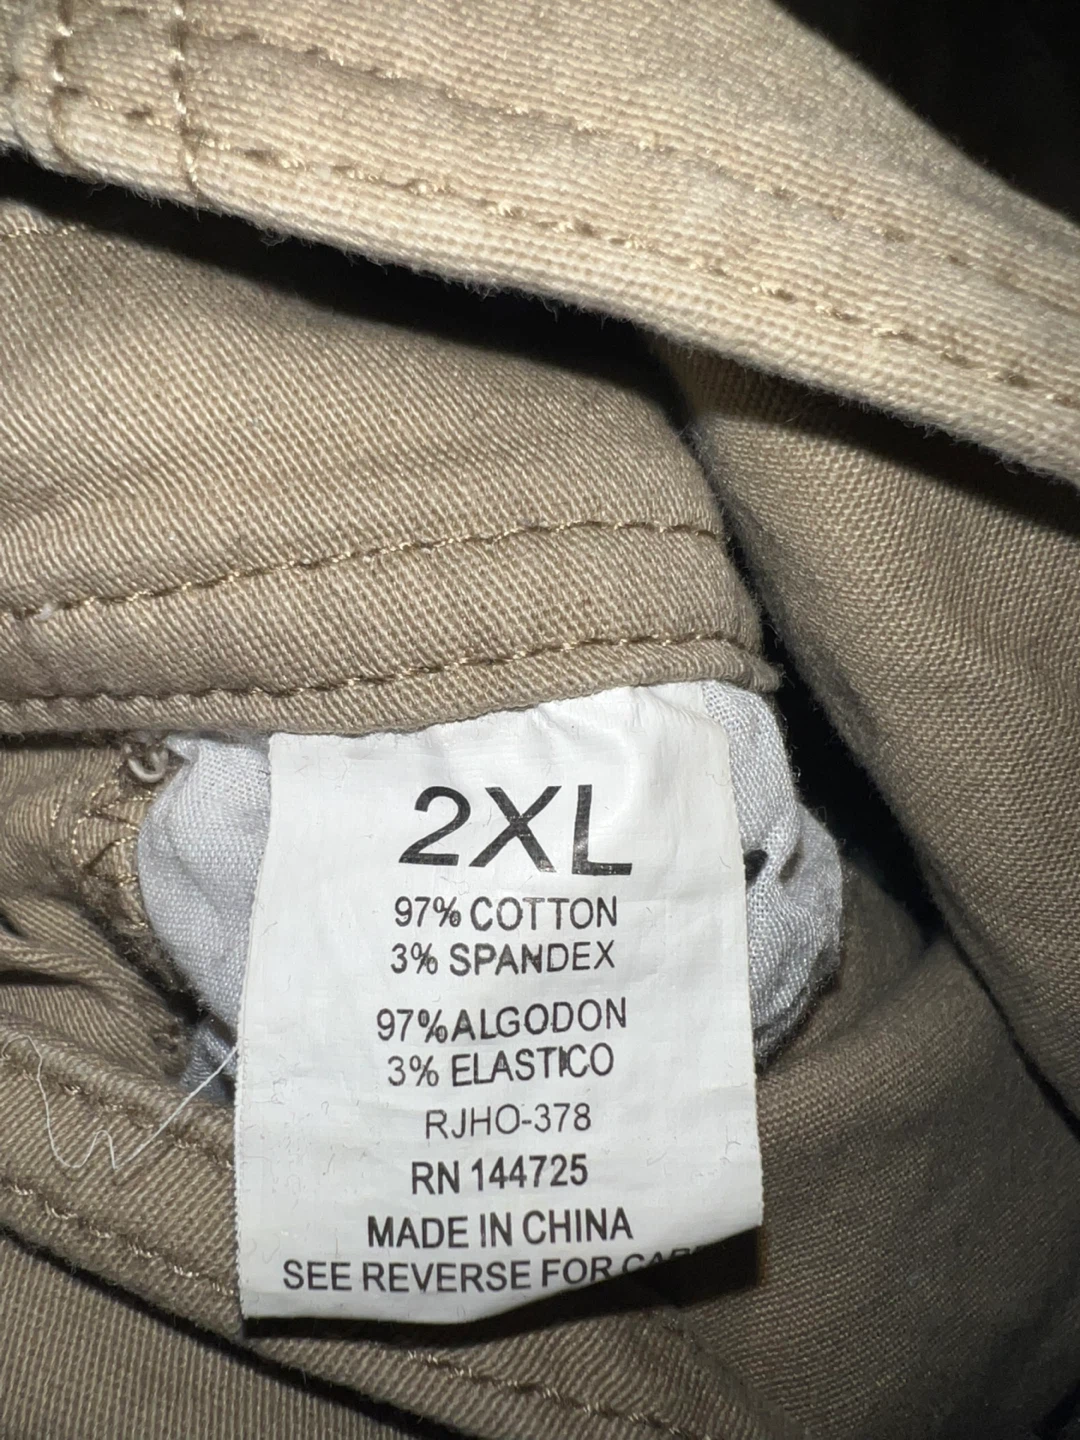 2XL
97% COTTON
3% SPANDEX
97% ALGODON
3% ELASTICO
RJHO-378
RN 144725
MADE IN CHINA
SEE REVERSE FOR